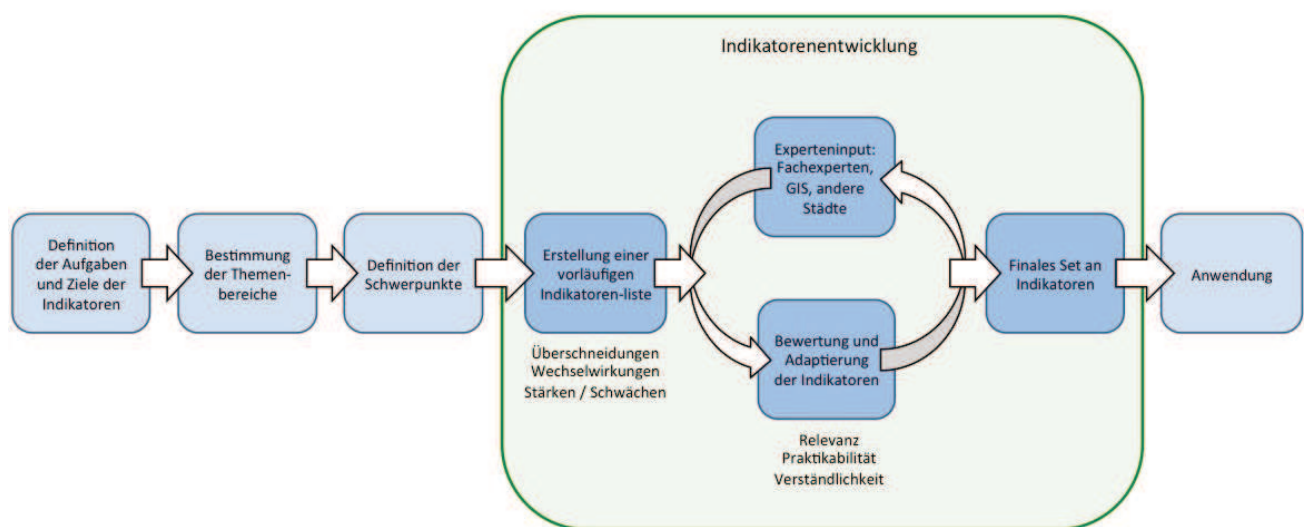 Indikatorenentwicklung
Definition
der Aufgaben
und Ziele der
Indikatoren
Bestimmung
der Themen-
bereiche
Definition der
Schwerpunkte
Erstellung einer
vorläufigen
Indikatoren-liste
Überschneidungen
Wechselwirkungen
Stärken / Schwächen
Experteninput:
Fachexperten,
GIS, andere
Städte
Bewertung und
Adaptierung
der Indikatoren
Relevanz
Praktikabilität
Verständlichkeit
Finales Set an
Indikatoren
Anwendung